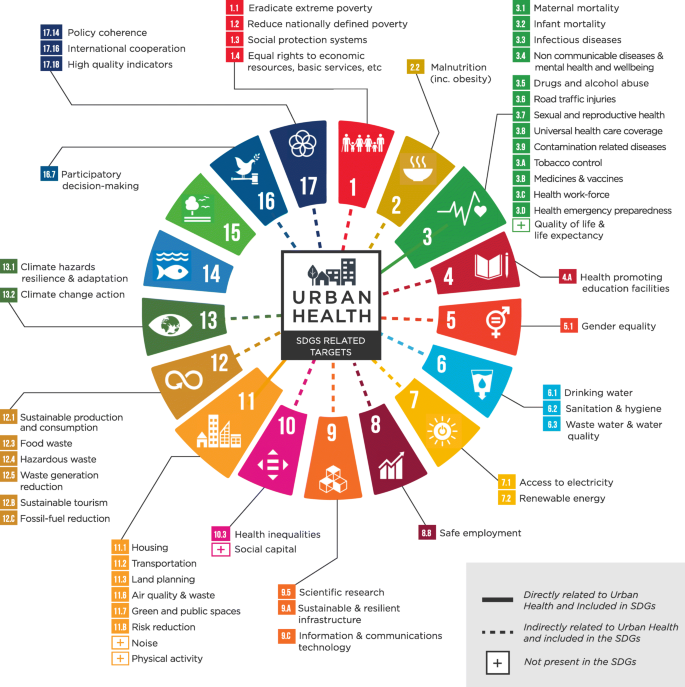 17.14 Policy coherence
17.16 International cooperation
17.18 High quality indicators
1.1 Eradicate extreme poverty
1.2 Reduce nationally defined poverty
1.3 Social protection systems
1.4 Equal rights to economic
resources, basic services, etc
2.2 Malnutrition
(inc. obesity)
3.1 Maternal mortality
3.2 Infant mortality
3.3 Infectious diseases
3.4 Non communicable diseases &
mental health and wellbeing
3.5 Drugs and alcohol abuse
3.6 Road traffic injuries
3.7 Sexual and reproductive health
3.8 Universal health care coverage
3.9 Contamination related diseases
3.A Tobacco control
3.B Medicines & vaccines
3.C Health work-force
3.D Health emergency preparedness
+ Quality of life &
life expectancy
16.7 Participatory
decision-making
13.1 Climate hazards
resilience & adaptation
13.2 Climate change action
4.A Health promoting
education facilities
5.1 Gender equality
6.1 Drinking water
6.2 Sanitation & hygiene
6.3 Waste water & water
quality
7.1 Access to electricity
7.2 Renewable energy
8.8 Safe employment
9.5 Scientific research
9.A Sustainable & resilient
infrastructure
9.C Information & communications
technology
10.3 Health inequalities
+ Social capital
11.1 Housing
11.2 Transportation
11.3 Land planning
11.6 Air quality & waste
11.7 Green and public spaces
11.B Risk reduction
+ Noise
+ Physical activity
12.1 Sustainable production
and consumption
12.3 Food waste
12.4 Hazardous waste
12.5 Waste generation
reduction
12.B Sustainable tourism
12.C Fossil-fuel reduction
1
2
3
4
5
6
7
8
9
10
11
12
13
14
15
16
17
URBAN
HEALTH
SDGS RELATED
TARGETS
Directly related to Urban
Health and Included in SDGs
Indirectly related to Urban Health
and included in the SDGs
+ Not present in the SDGs